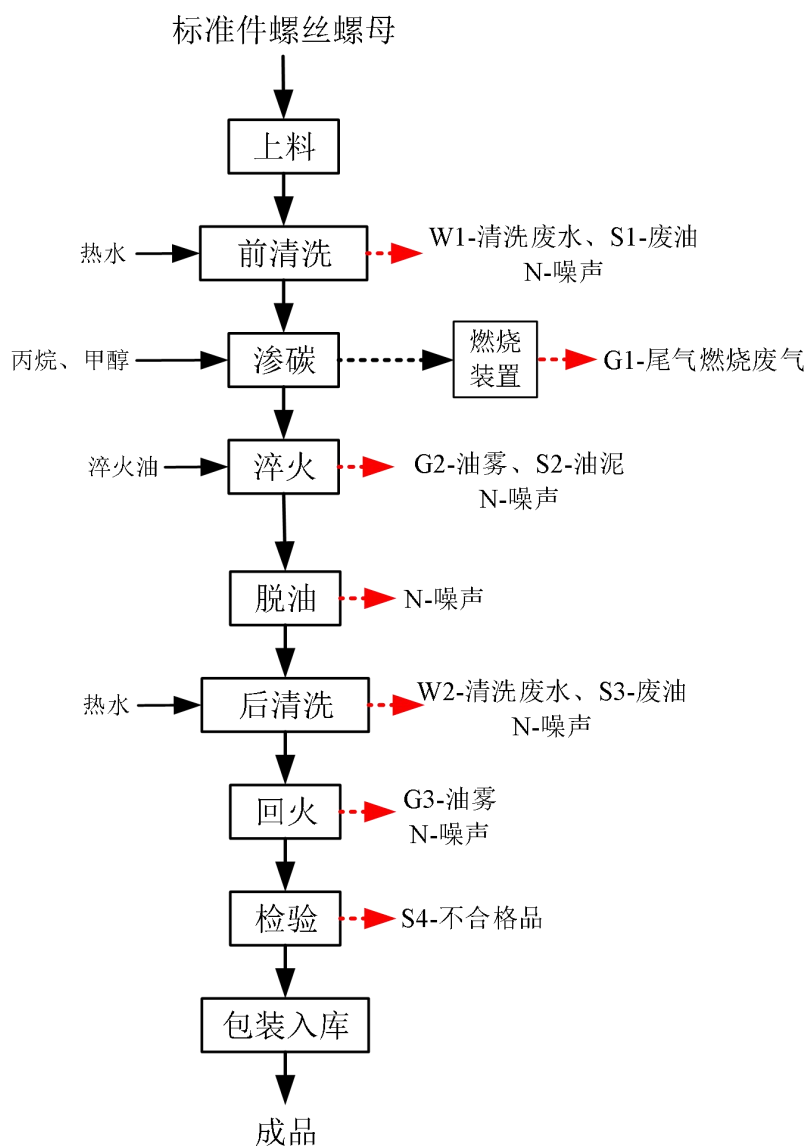 标准件螺丝螺母
上料
热水
前清洗
W1-清洗废水、S1-废油
N-噪声
丙烷、甲醇
渗碳
燃烧
装置
G1-尾气燃烧废气
淬火油
淬火
G2-油雾、S2-油泥
N-噪声
脱油
N-噪声
热水
后清洗
W2-清洗废水、S3-废油
N-噪声
回火
G3-油雾
N-噪声
检验
S4-不合格品
包装入库
成品